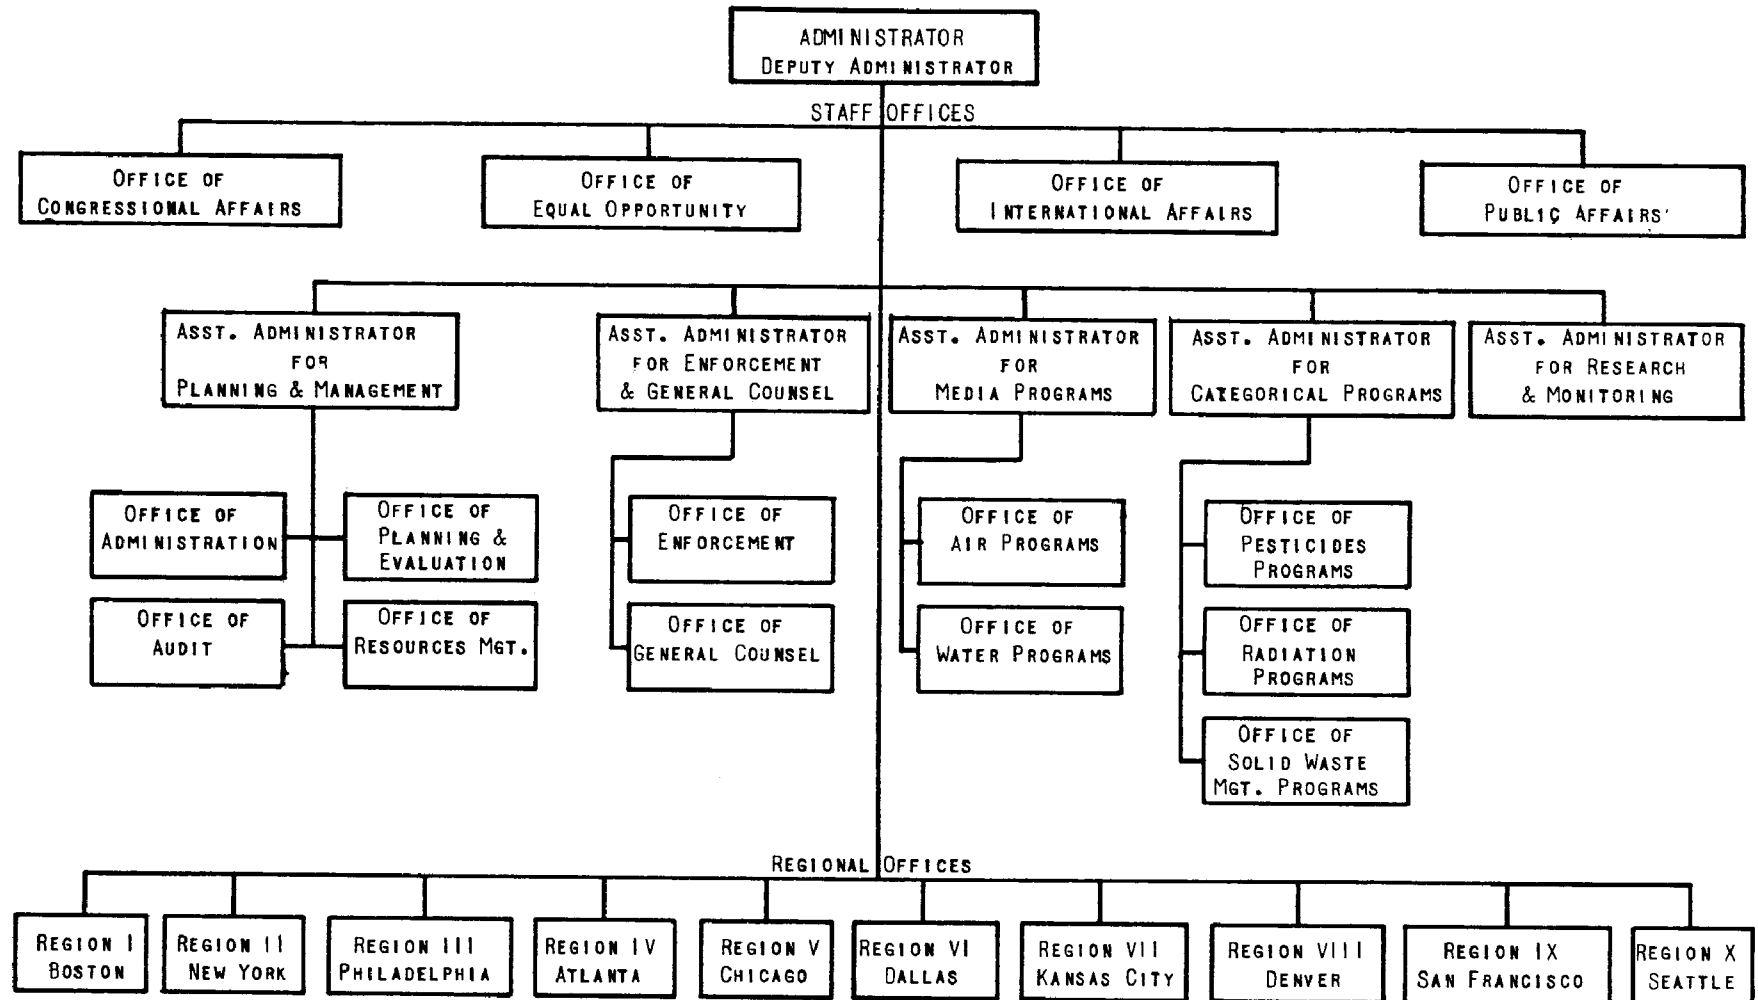 ADMINISTRATOR
DEPUTY ADMINISTRATOR
STAFF OFFICES
OFFICE OF
CONGRESSIONAL AFFAIRS
OFFICE OF
EQUAL OPPORTUNITY
OFFICE OF
INTERNATIONAL AFFAIRS
OFFICE OF
PUBLIC AFFAIRS
ASST. ADMINISTRATOR
FOR
PLANNING & MANAGEMENT
ASST. ADMINISTRATOR
FOR ENFORCEMENT
& GENERAL COUNSEL
ASST. ADMINISTRATOR
FOR
MEDIA PROGRAMS
ASST. ADMINISTRATOR
FOR
CATEGORICAL PROGRAMS
ASST. ADMINISTRATOR
FOR RESEARCH
& MONITORING
OFFICE OF
ADMINISTRATION
OFFICE OF
PLANNING &
EVALUATION
OFFICE OF
AUDIT
OFFICE OF
RESOURCES MGT.
OFFICE OF
ENFORCEMENT
OFFICE OF
GENERAL COUNSEL
OFFICE OF
AIR PROGRAMS
OFFICE OF
WATER PROGRAMS
OFFICE OF
PESTICIDES
PROGRAMS
OFFICE OF
RADIATION
PROGRAMS
OFFICE OF
SOLID WASTE
MGT. PROGRAMS
REGIONAL OFFICES
REGION I
BOSTON
REGION II
NEW YORK
REGION III
PHILADELPHIA
REGION IV
ATLANTA
REGION V
CHICAGO
REGION VI
DALLAS
REGION VII
KANSAS CITY
REGION VIII
DENVER
REGION IX
SAN FRANCISCO
REGION X
SEATTLE